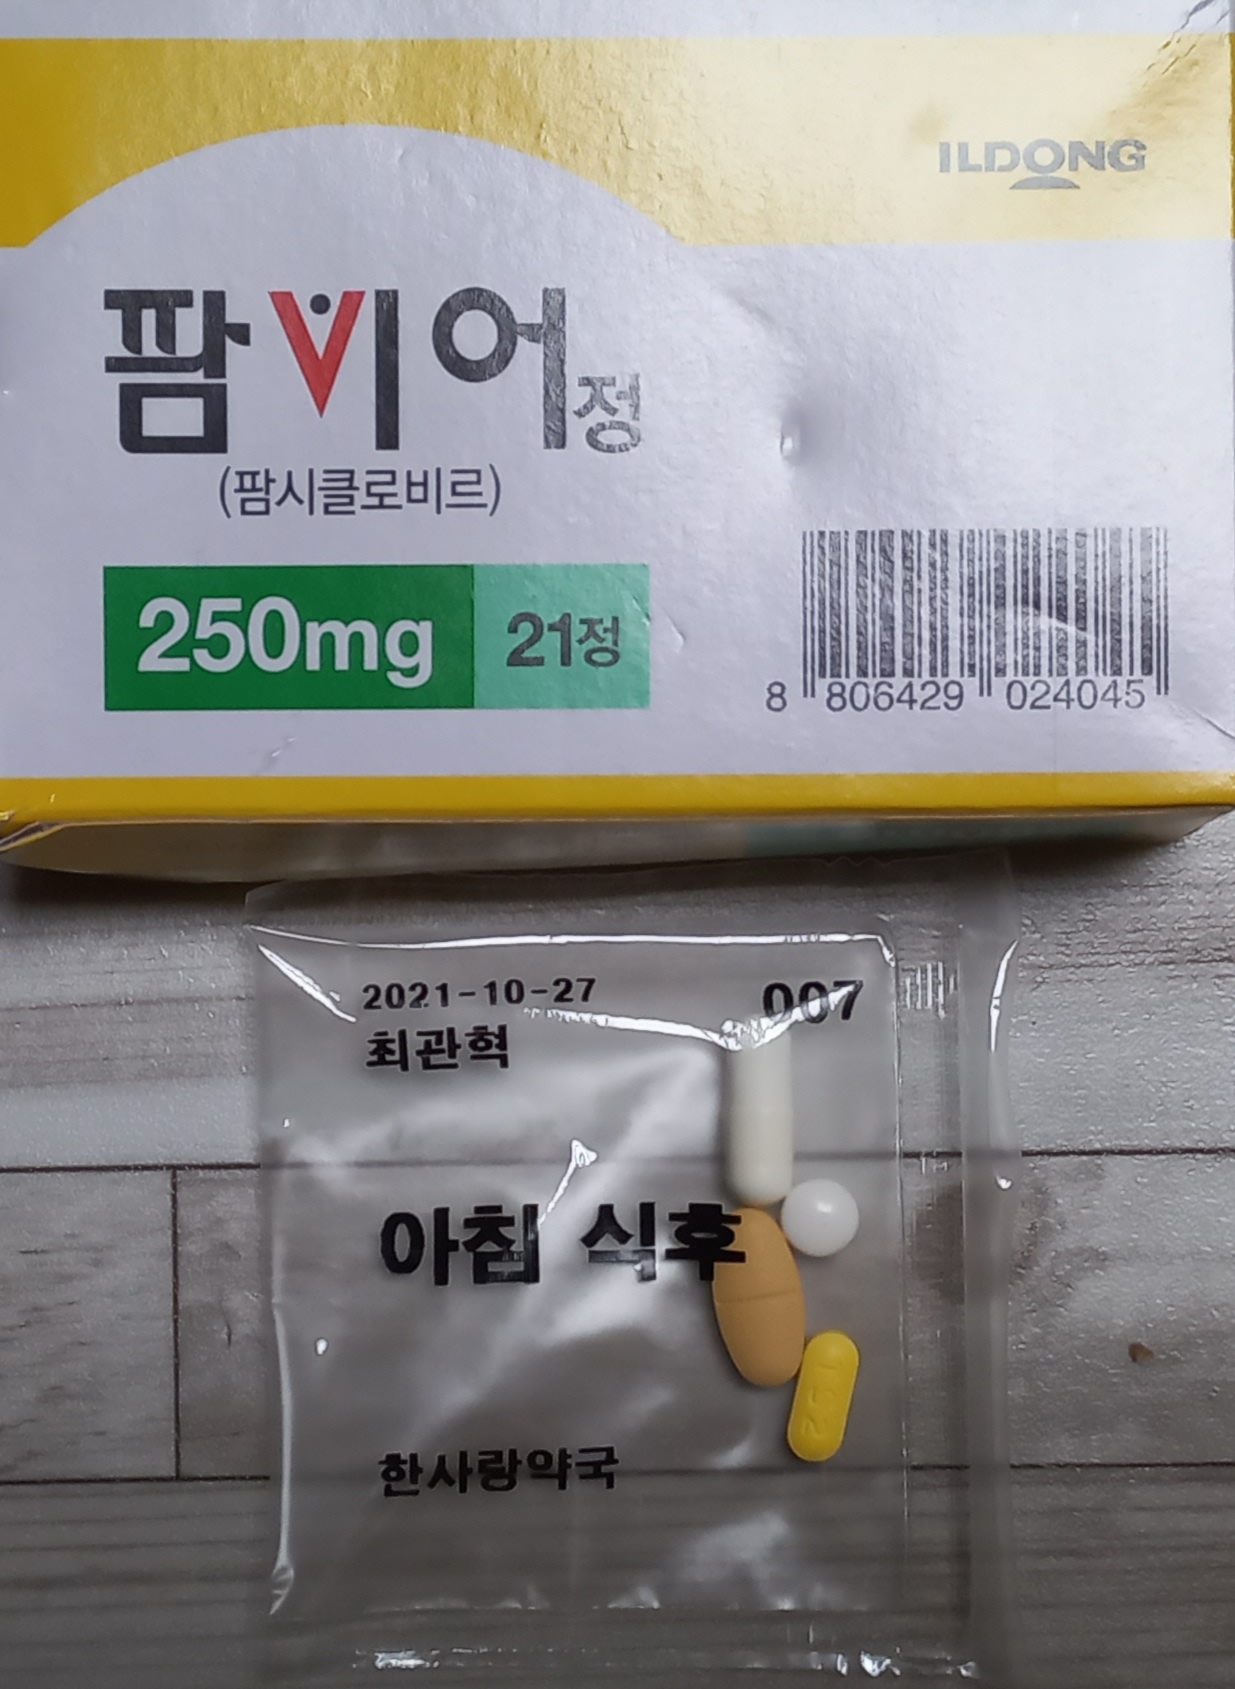 ILDONG
팜비어정
(팜시클로비르)
250mg 21정
8 806429 024045
2021-10-27 007
최관혁
아침 식후
한사랑약국